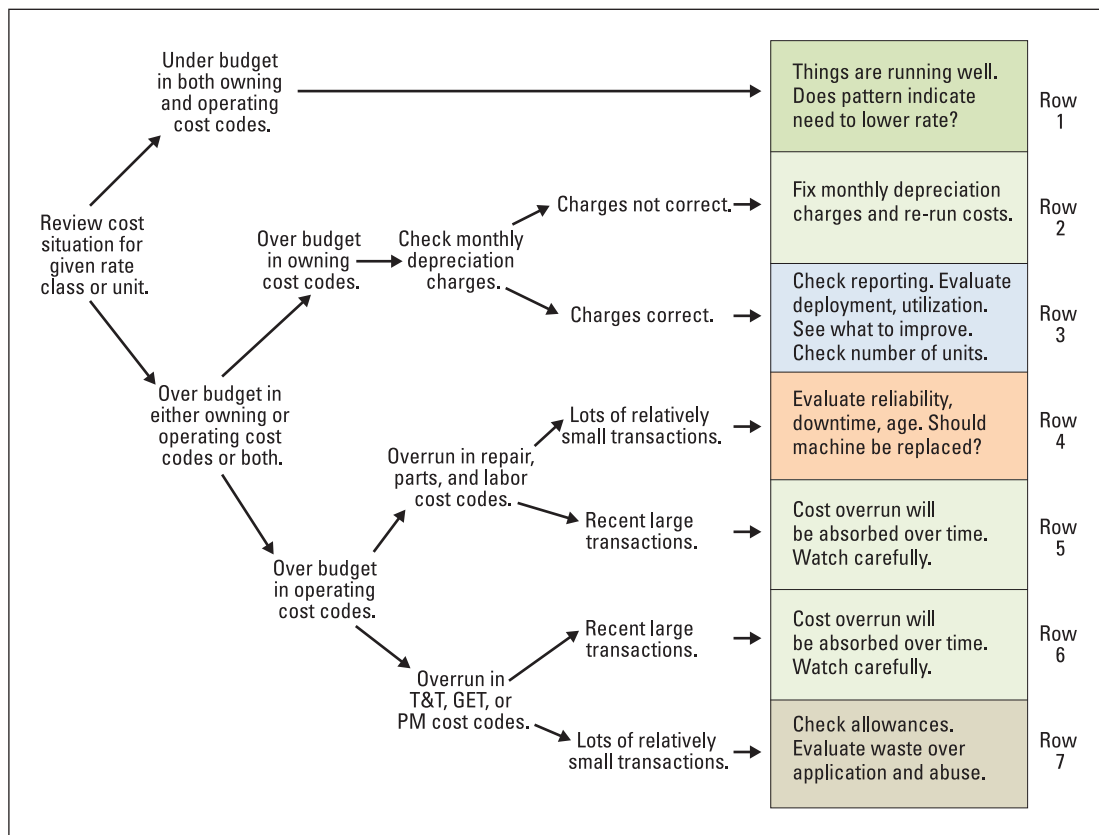 Under budget
in both owning
and operating
cost codes.
Things are running well.
Does pattern indicate
need to lower rate?
Row
1
Review cost
situation for
given rate
class or unit.
Over budget
in owning
cost codes.
Check monthly
depreciation
charges.
Charges not correct.
Fix monthly depreciation
charges and re-run costs.
Row
2
Charges correct.
Check reporting. Evaluate
deployment, utilization.
See what to improve.
Check number of units.
Row
3
Over budget in
either owning or
operating cost
codes or both.
Overrun in repair,
parts, and labor
cost codes.
Lots of relatively
small transactions.
Evaluate reliability,
downtime, age. Should
machine be replaced?
Row
4
Recent large
transactions.
Cost overrun will
be absorbed over time.
Watch carefully.
Row
5
Over budget
in operating
cost codes.
Recent large
transactions.
Cost overrun will
be absorbed over time.
Watch carefully.
Row
6
Overrun in
T&T, GET, or
PM cost codes.
Lots of relatively
small transactions.
Check allowances.
Evaluate waste over
application and abuse.
Row
7